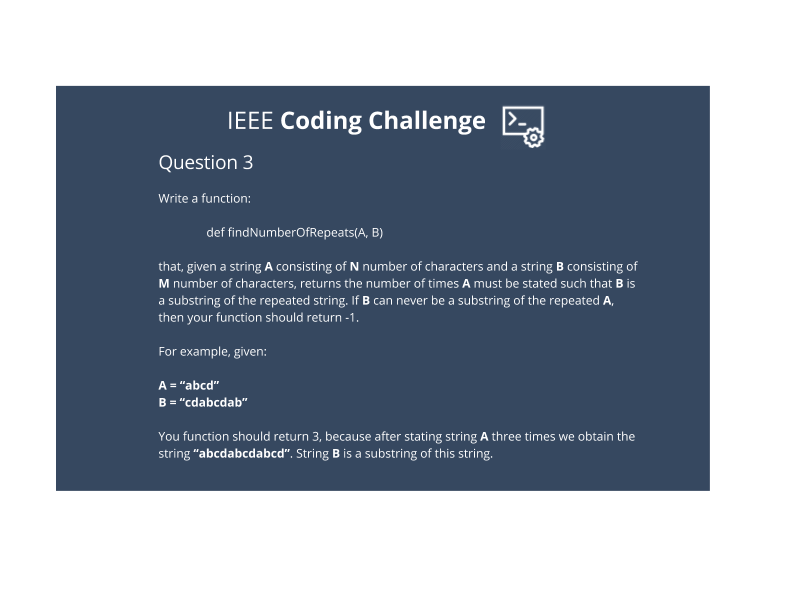 IEEE Coding Challenge
Question 3
Write a function:
def findNumberOfRepeats(A, B)
that, given a string A consisting of N number of characters and a string B consisting of
M number of characters, returns the number of times A must be stated such that B is
a substring of the repeated string. If B can never be a substring of the repeated A,
then your function should return -1.
For example, given:
A = “abcd”
B = “cdabcdab”
You function should return 3, because after stating string A three times we obtain the
string “abcdabcdabcd”. String B is a substring of this string.